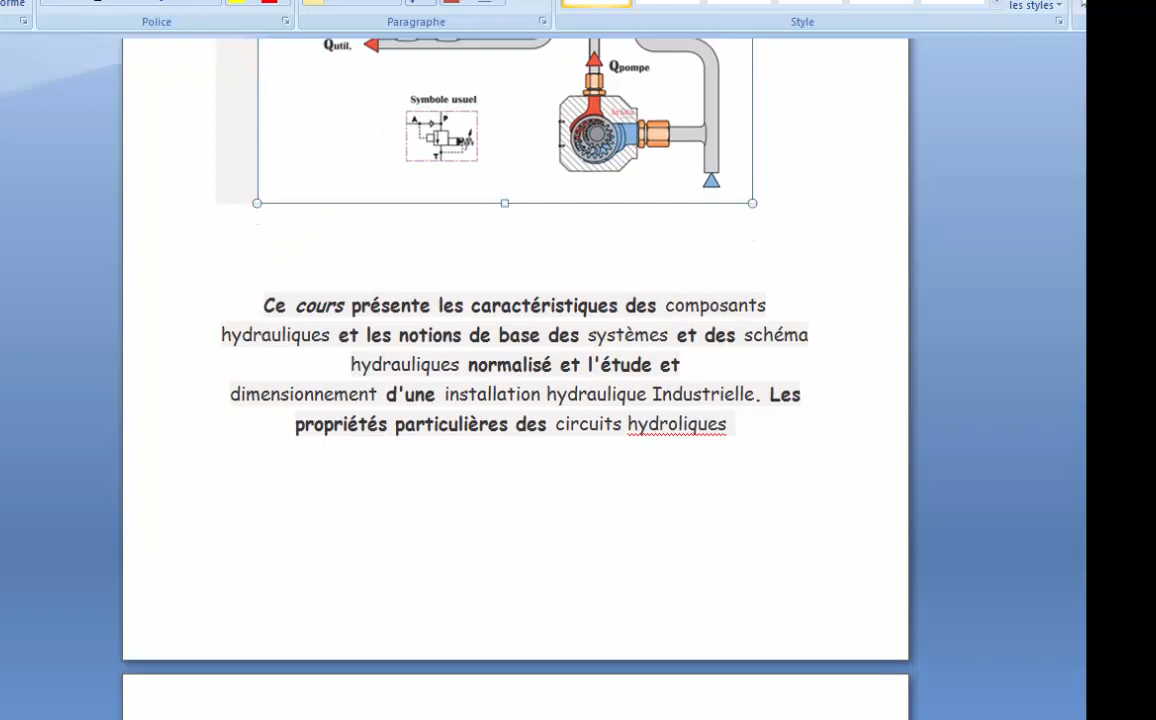 orme
Police
Paragraphe
Style
les styles
Qutil.
Qpompe
Symbole usuel
A
P
T
Ce cours présente les caractéristiques des composants
hydrauliques et les notions de base des systèmes et des schéma
hydrauliques normalisé et l'étude et
dimensionnement d'une installation hydraulique Industrielle. Les
propriétés particulières des circuits hydroliques